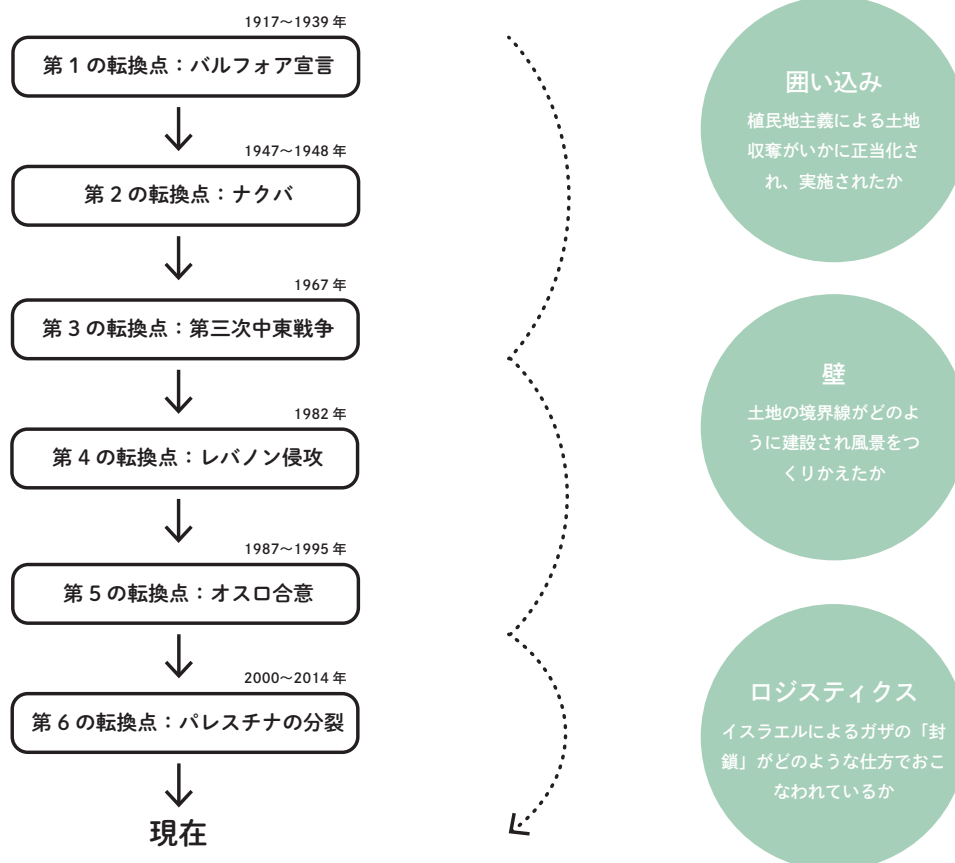 1917〜1939 年
第 1 の転換点：バルフォア宣言
1947〜1948 年
第 2 の転換点：ナクバ
1967 年
第 3 の転換点：第三次中東戦争
1982 年
第 4 の転換点：レバノン侵攻
1987〜1995 年
第 5 の転換点：オスロ合意
2000〜2014 年
第 6 の転換点：パレスチナの分裂
現在
囲い込み
植民地主義による土地
収奪がいかに正当化さ
れ、実施されたか
壁
土地の境界線がどのよ
うに建設され風景をつ
くりかえたか
ロジスティクス
イスラエルによるガザの「封
鎖」がどのような仕方でおこ
なわれているか